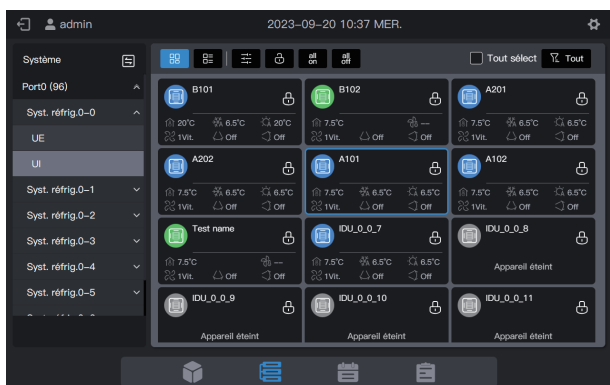 admin
2023-09-20 10:37 MER.
Système
Port0 (96)
Syst. réfrig.0-0
UE
UI
Syst. réfrig.0-1
Syst. réfrig.0-2
Syst. réfrig.0-3
Syst. réfrig.0-4
Syst. réfrig.0-5
all on
all off
Tout sélect
Tout
B101
20°C 6.5°C 20°C
1Vit. Off Off
B102
7.5°C --
1Vit. Off Off
A201
7.5°C 6.5°C 6.5°C
1Vit. Off Off
A202
7.5°C 6.5°C 6.5°C
1Vit. Off Off
A101
7.5°C 6.5°C 6.5°C
1Vit. Off Off
A102
7.5°C 6.5°C 6.5°C
1Vit. Off Off
Test name
7.5°C --
1Vit. Off Off
IDU_0_0_7
7.5°C 6.5°C 6.5°C
1Vit. Off Off
IDU_0_0_8
Appareil éteint
IDU_0_0_9
Appareil éteint
IDU_0_0_10
Appareil éteint
IDU_0_0_11
Appareil éteint